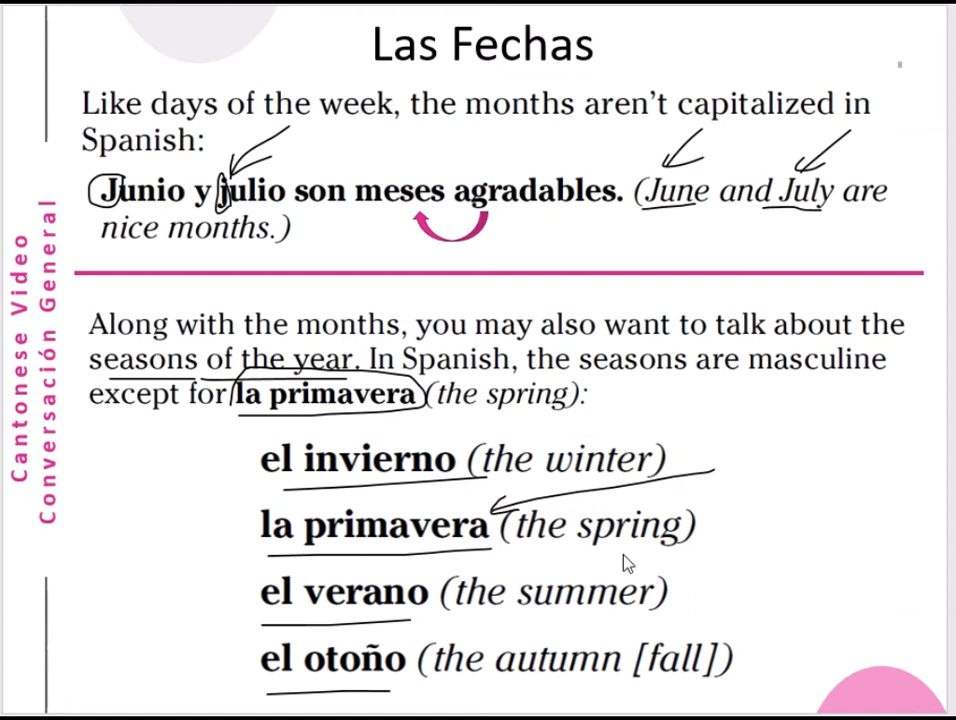 Las Fechas
8
Like days of the week, the months aren't capitalized in
Spanish:
Junio y julio son meses agradables. (June and July are
nice months.)
Along with the months, you may also want to talk about the
seasons of the year. In Spanish, the seasons are masculine
except for la primavera (the spring):
el invierno (the winter)
la primavera (the spring)
el verano (the summer)
el otoño (the autumn [fall])
Cantonese Video
Conversación General